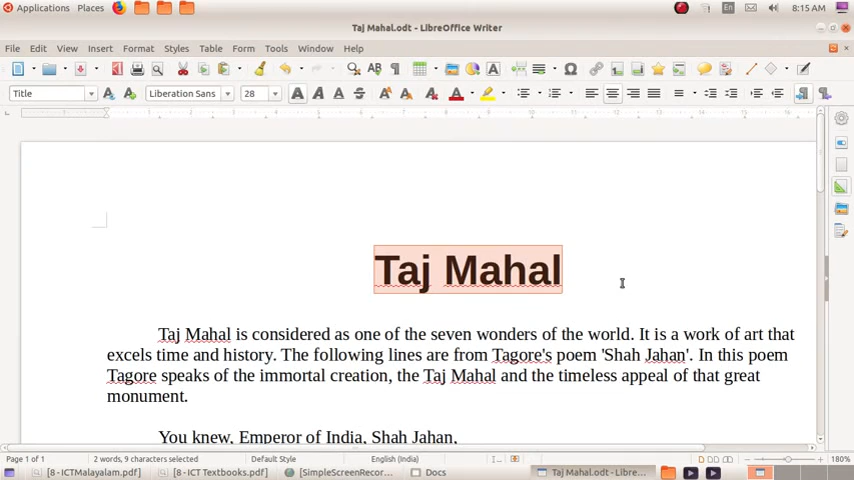 Applications Places En 8:15 AM
Taj Mahal.odt - LibreOffice Writer
File Edit View Insert Format Styles Table Form Tools Window Help
Title Liberation Sans 28
Taj Mahal
Taj Mahal is considered as one of the seven wonders of the world. It is a work of art that
excels time and history. The following lines are from Tagore's poem 'Shah Jahan'. In this poem
Tagore speaks of the immortal creation, the Taj Mahal and the timeless appeal of that great
monument.
You knew, Emperor of India, Shah Jahan,
Page 1 of 1 2 words, 9 characters selected Default Style English (India) 180%
[8 - ICTMalayalam.pdf] [8 - ICT Textbooks.pdf] [SimpleScreenRecor... Docs Taj Mahal.odt - Libre...